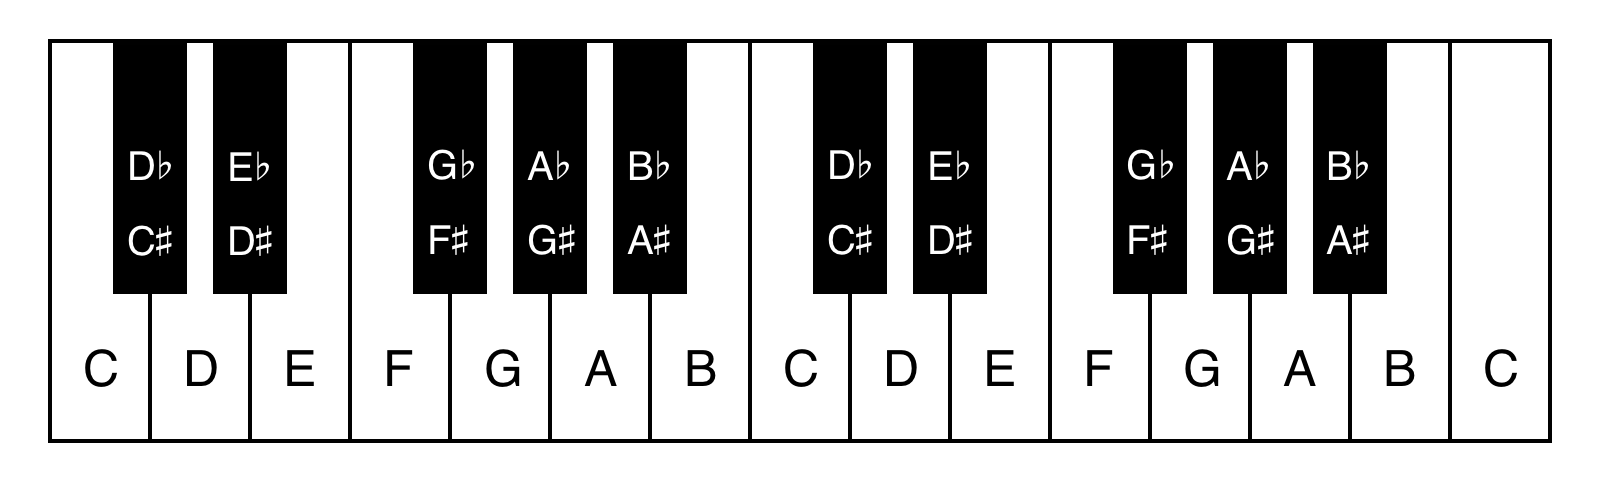 D♭ E♭ G♭ A♭ B♭ D♭ E♭ G♭ A♭ B♭
C♯ D♯ F♯ G♯ A♯ C♯ D♯ F♯ G♯ A♯
C D E F G A B C D E F G A B C